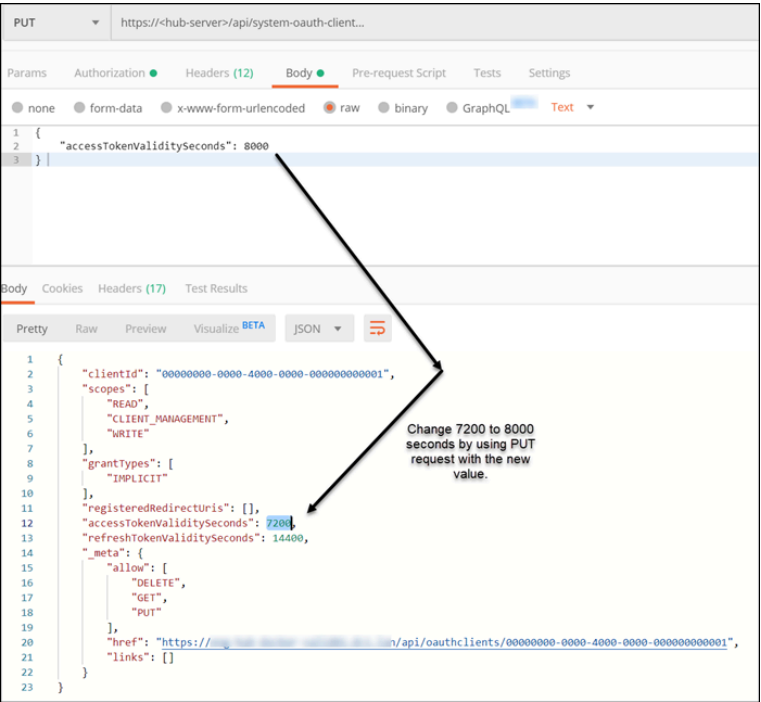 PUT https://<hub-server>/api/system-oauth-client...
Params Authorization Headers (12) Body Pre-request Script Tests Settings
none form-data x-www-form-urlencoded raw binary GraphQL Text
1 {
2 "accessTokenValiditySeconds": 8000
3 }
Body Cookies Headers (17) Test Results
Pretty Raw Preview Visualize BETA JSON
1 {
2 "clientId": "00000000-0000-4000-0000-000000000001",
3 "scopes": [
4 "READ",
5 "CLIENT_MANAGEMENT",
6 "WRITE"
7 ],
8 "grantTypes": [
9 "IMPLICIT"
10 ],
11 "registeredRedirectUris": [],
12 "accessTokenValiditySeconds": 7200,
13 "refreshTokenValiditySeconds": 14400,
14 "_meta": {
15 "allow": [
16 "DELETE",
17 "GET",
18 "PUT"
19 ],
20 "href": "https:// n/api/oauthclients/00000000-0000-4000-0000-000000000001",
21 "links": []
22 }
23 }
Change 7200 to 8000
seconds by using PUT
request with the new
value.